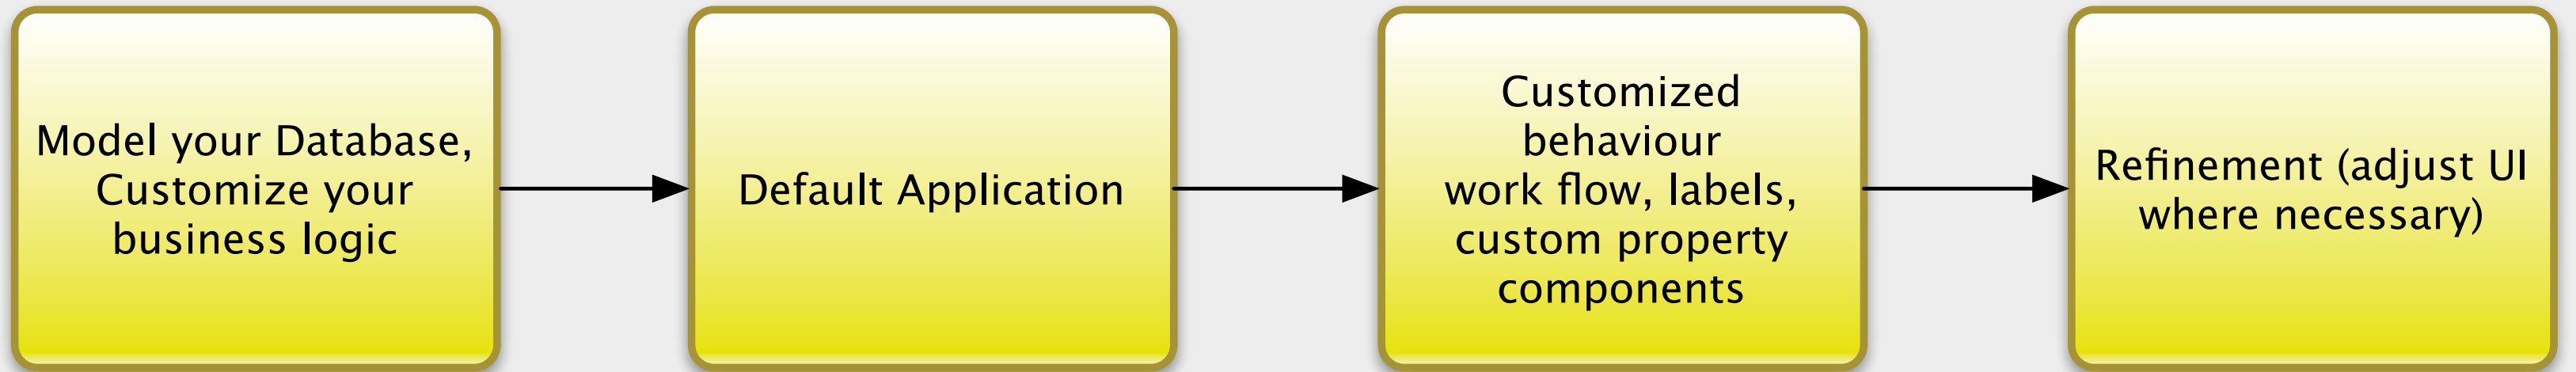 Model your Database,
Customize your
business logic
Default Application
Customized
behaviour
work flow, labels,
custom property
components
Refinement (adjust UI
where necessary)